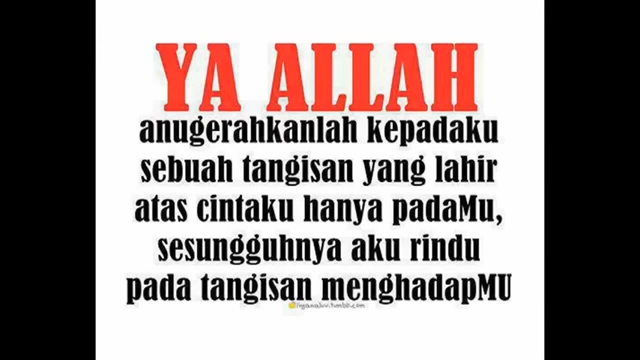 YA ALLAH
anugerahkanlah kepadaku
sebuah tangisan yang lahir
atas cintaku hanya padaMu,
sesungguhnya aku rindu
pada tangisan menghadapMU